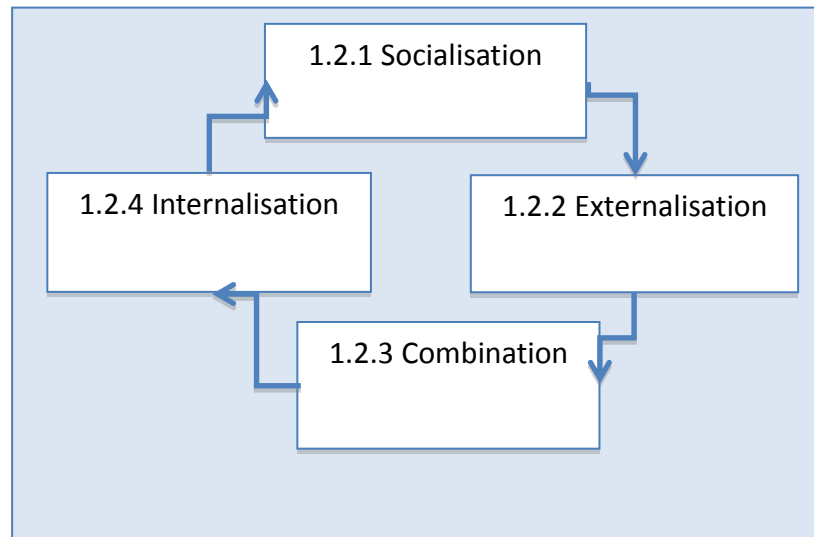 1.2.1 Socialisation
1.2.4 Internalisation
1.2.2 Externalisation
1.2.3 Combination